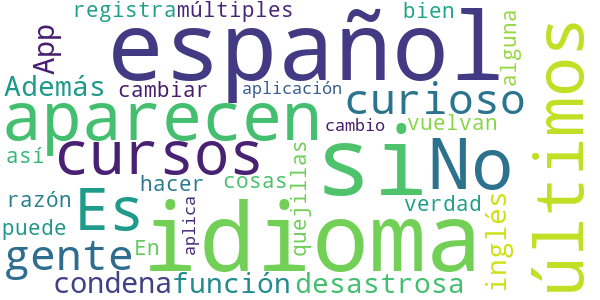 registra múltiples bien
App español alguna últimos
Además cambiar aplicación curioso
aparecen cambio vuelvan
así cursos si No
hacer cosas quejilllas
razón Es aplica idioma verdad inglés
puede En
gente
condena función desastrosa